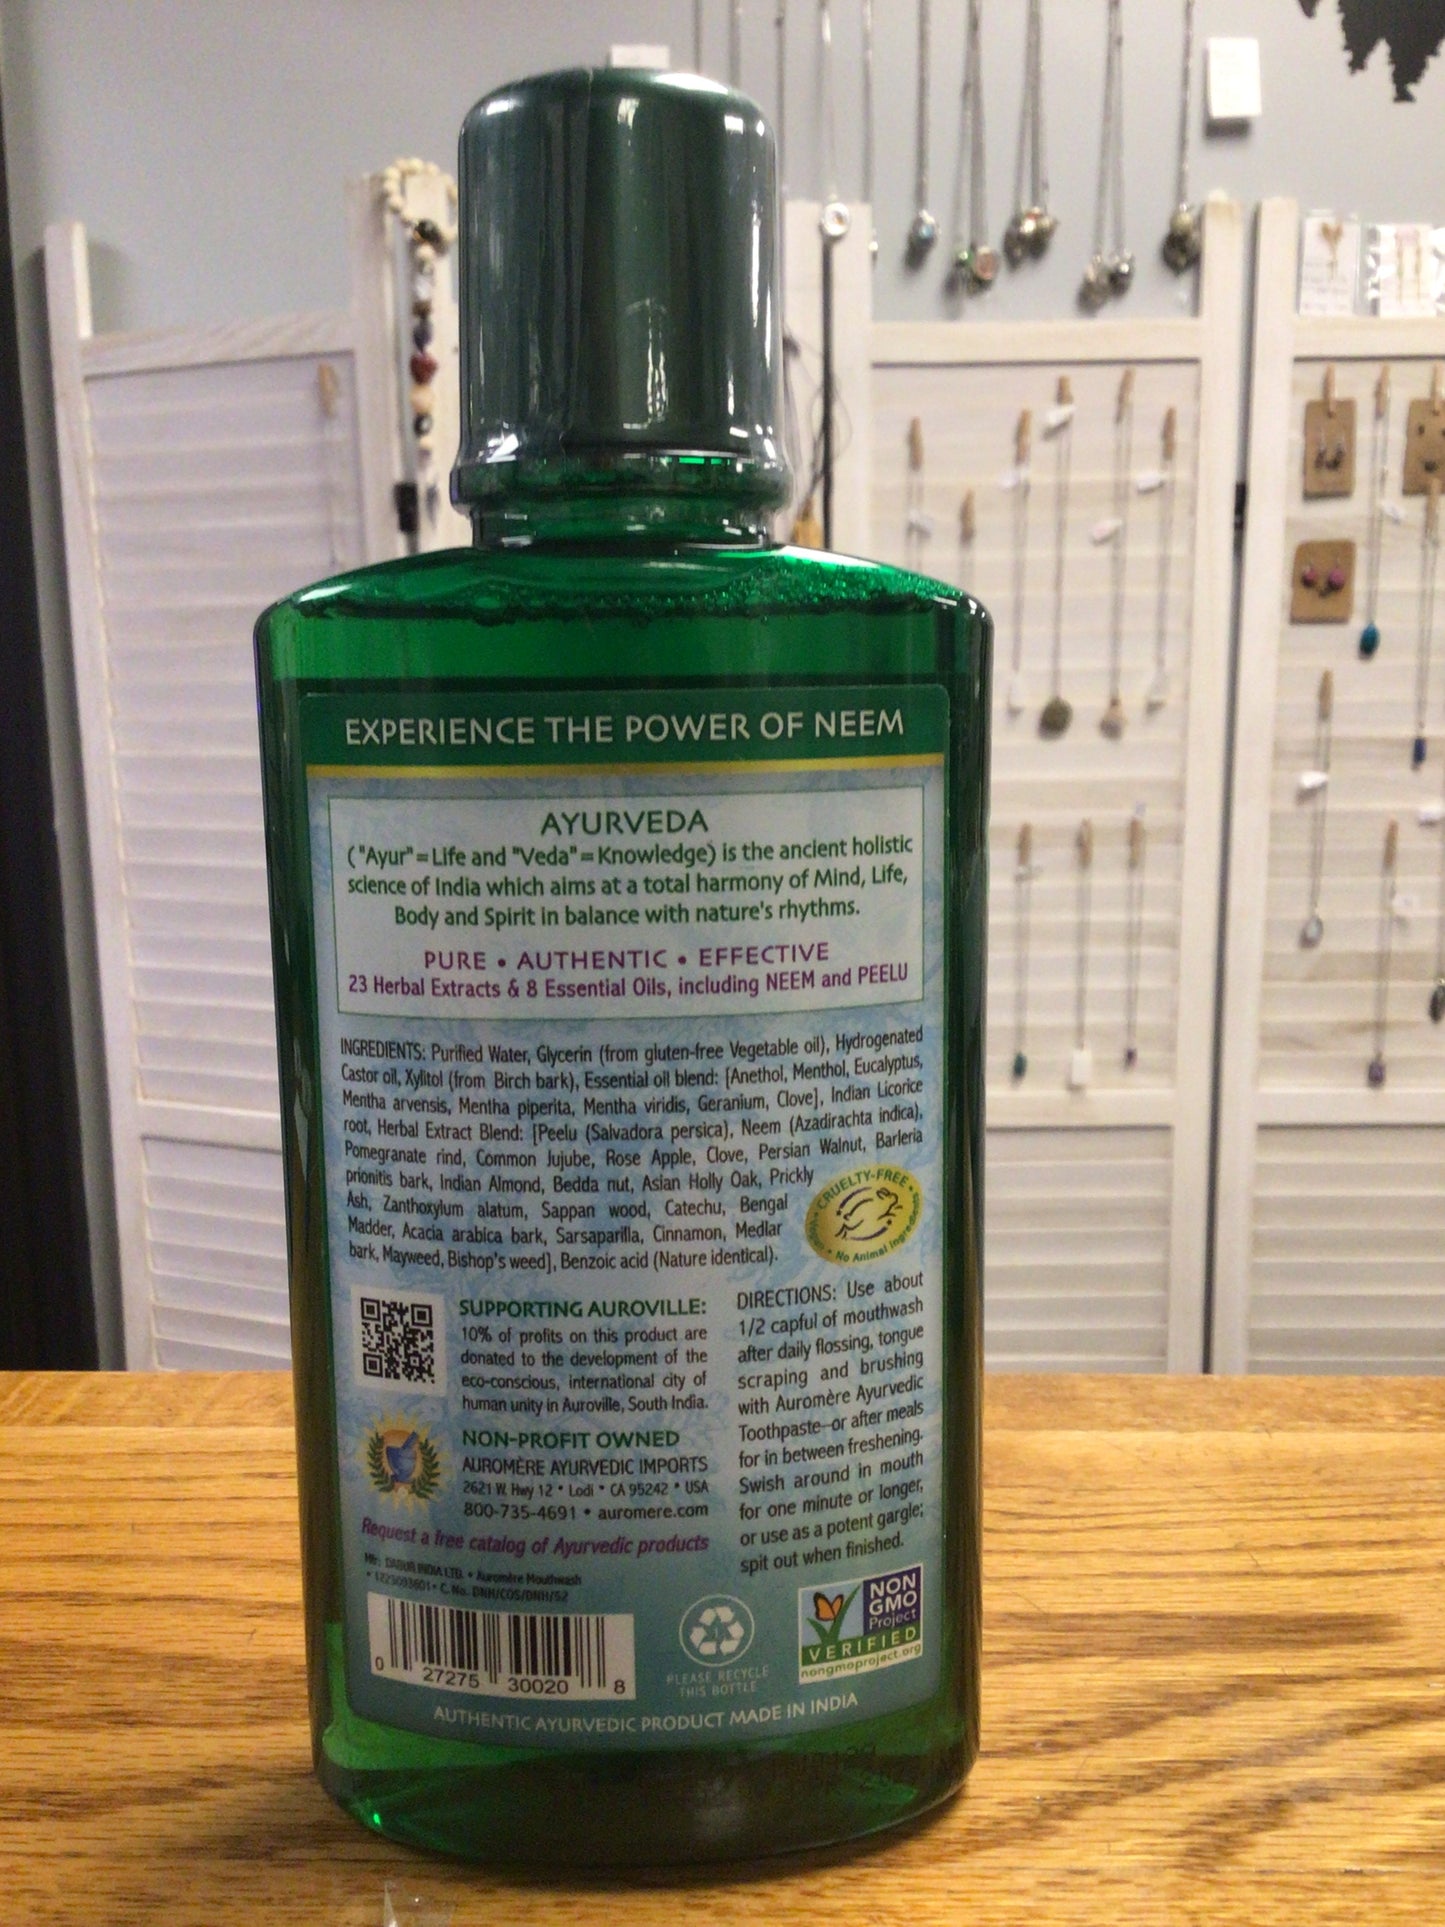 EXPERIENCE THE POWER OF NEEM
AYURVEDA
("Ayur"=Life and "Veda"=Knowledge) is the ancient holistic
science of India which aims at a total harmony of Mind, Life,
Body and Spirit in balance with nature's rhythms.
PURE • AUTHENTIC • EFFECTIVE
23 Herbal Extracts & 8 Essential Oils, including NEEM and PEELU
INGREDIENTS: Purified Water, Glycerin (from gluten-free Vegetable oil), Hydrogenated
Castor oil, Xylitol (from Birch bark), Essential oil blend: [Anethol, Menthol, Eucalyptus,
Mentha arvensis, Mentha piperita, Mentha viridis, Geranium, Clove], Indian Licorice
root, Herbal Extract Blend: [Peelu (Salvadora persica), Neem (Azadirachta indica),
Pomegranate rind, Common Jujube, Rose Apple, Clove, Persian Walnut, Barleria
prionitis bark, Indian Almond, Bedda nut, Asian Holly Oak, Prickly
Ash, Zanthoxylum alatum, Sappan wood, Catechu, Bengal
Madder, Acacia arabica bark, Sarsaparilla, Cinnamon, Medlar
bark, Mayweed, Bishop's weed], Benzoic acid (Nature identical).
• CRUELTY-FREE •
Vegan • No Animal Ingredients
SUPPORTING AUROVILLE:
10% of profits on this product are
donated to the development of the
eco-conscious, international city of
human unity in Auroville, South India.
NON-PROFIT OWNED
AUROMÈRE AYURVEDIC IMPORTS
2621 W. Hwy 12 • Lodi • CA 95242 • USA
800-735-4691 • auromere.com
Request a free catalog of Ayurvedic products
Mfr: DABUR INDIA LTD. • Auromère Mouthwash
• 1223093601 • C. No. DNH/COS/DNH/52
0 27275 30020 8
DIRECTIONS: Use about
1/2 capful of mouthwash
after daily flossing, tongue
scraping and brushing
with Auromère Ayurvedic
Toothpaste–or after meals
for in between freshening.
Swish around in mouth
for one minute or longer,
or use as a potent gargle;
spit out when finished.
PLEASE RECYCLE
THIS BOTTLE
NON
GMO
Project
VERIFIED
nongmoproject.org
AUTHENTIC AYURVEDIC PRODUCT MADE IN INDIA